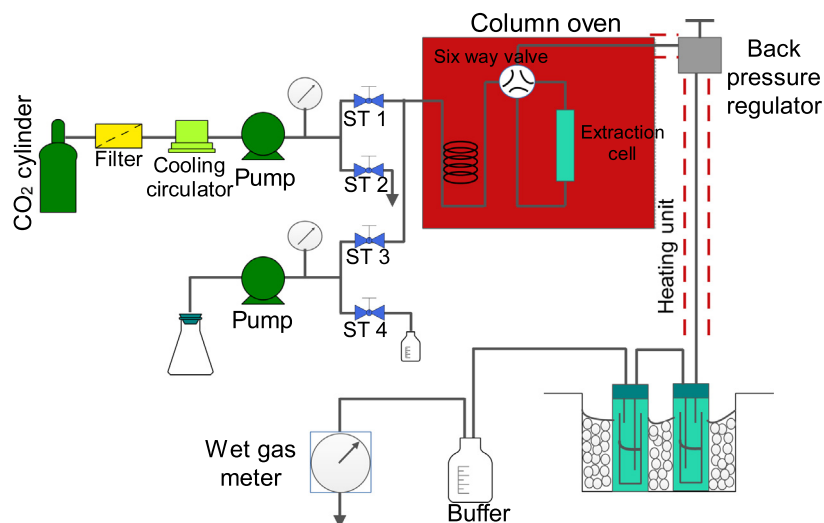 Column oven
Six way valve
Back
pressure
regulator
CO₂ cylinder
ST 1
Filter
Cooling
circulator
Pump
Extraction
cell
ST 2
Heating unit
ST 3
Pump
ST 4
Wet gas
meter
Buffer